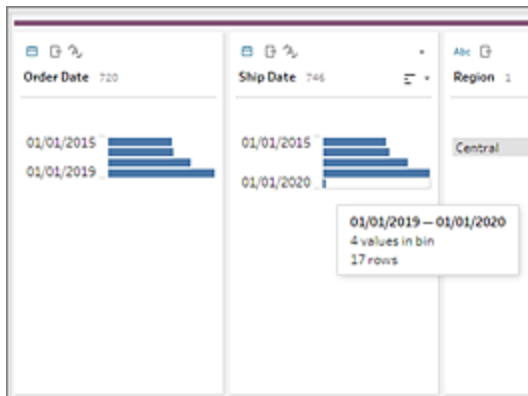 Abc
Order Date 720
Ship Date 746
Region 1
01/01/2015
01/01/2019
01/01/2015
01/01/2020
Central
01/01/2019 — 01/01/2020
4 values in bin
17 rows